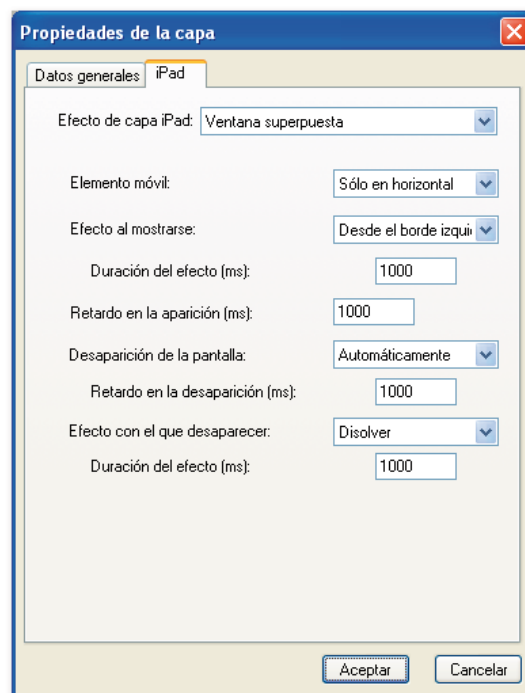 Propiedades de la capa
Datos generales iPad
Efecto de capa iPad: Ventana superpuesta
Elemento móvil: Sólo en horizontal
Efecto al mostrarse: Desde el borde izqui
Duración del efecto (ms): 1000
Retardo en la aparición (ms): 1000
Desaparición de la pantalla: Automáticamente
Retardo en la desaparición (ms): 1000
Efecto con el que desaparecer: Disolver
Duración del efecto (ms): 1000
Aceptar Cancelar